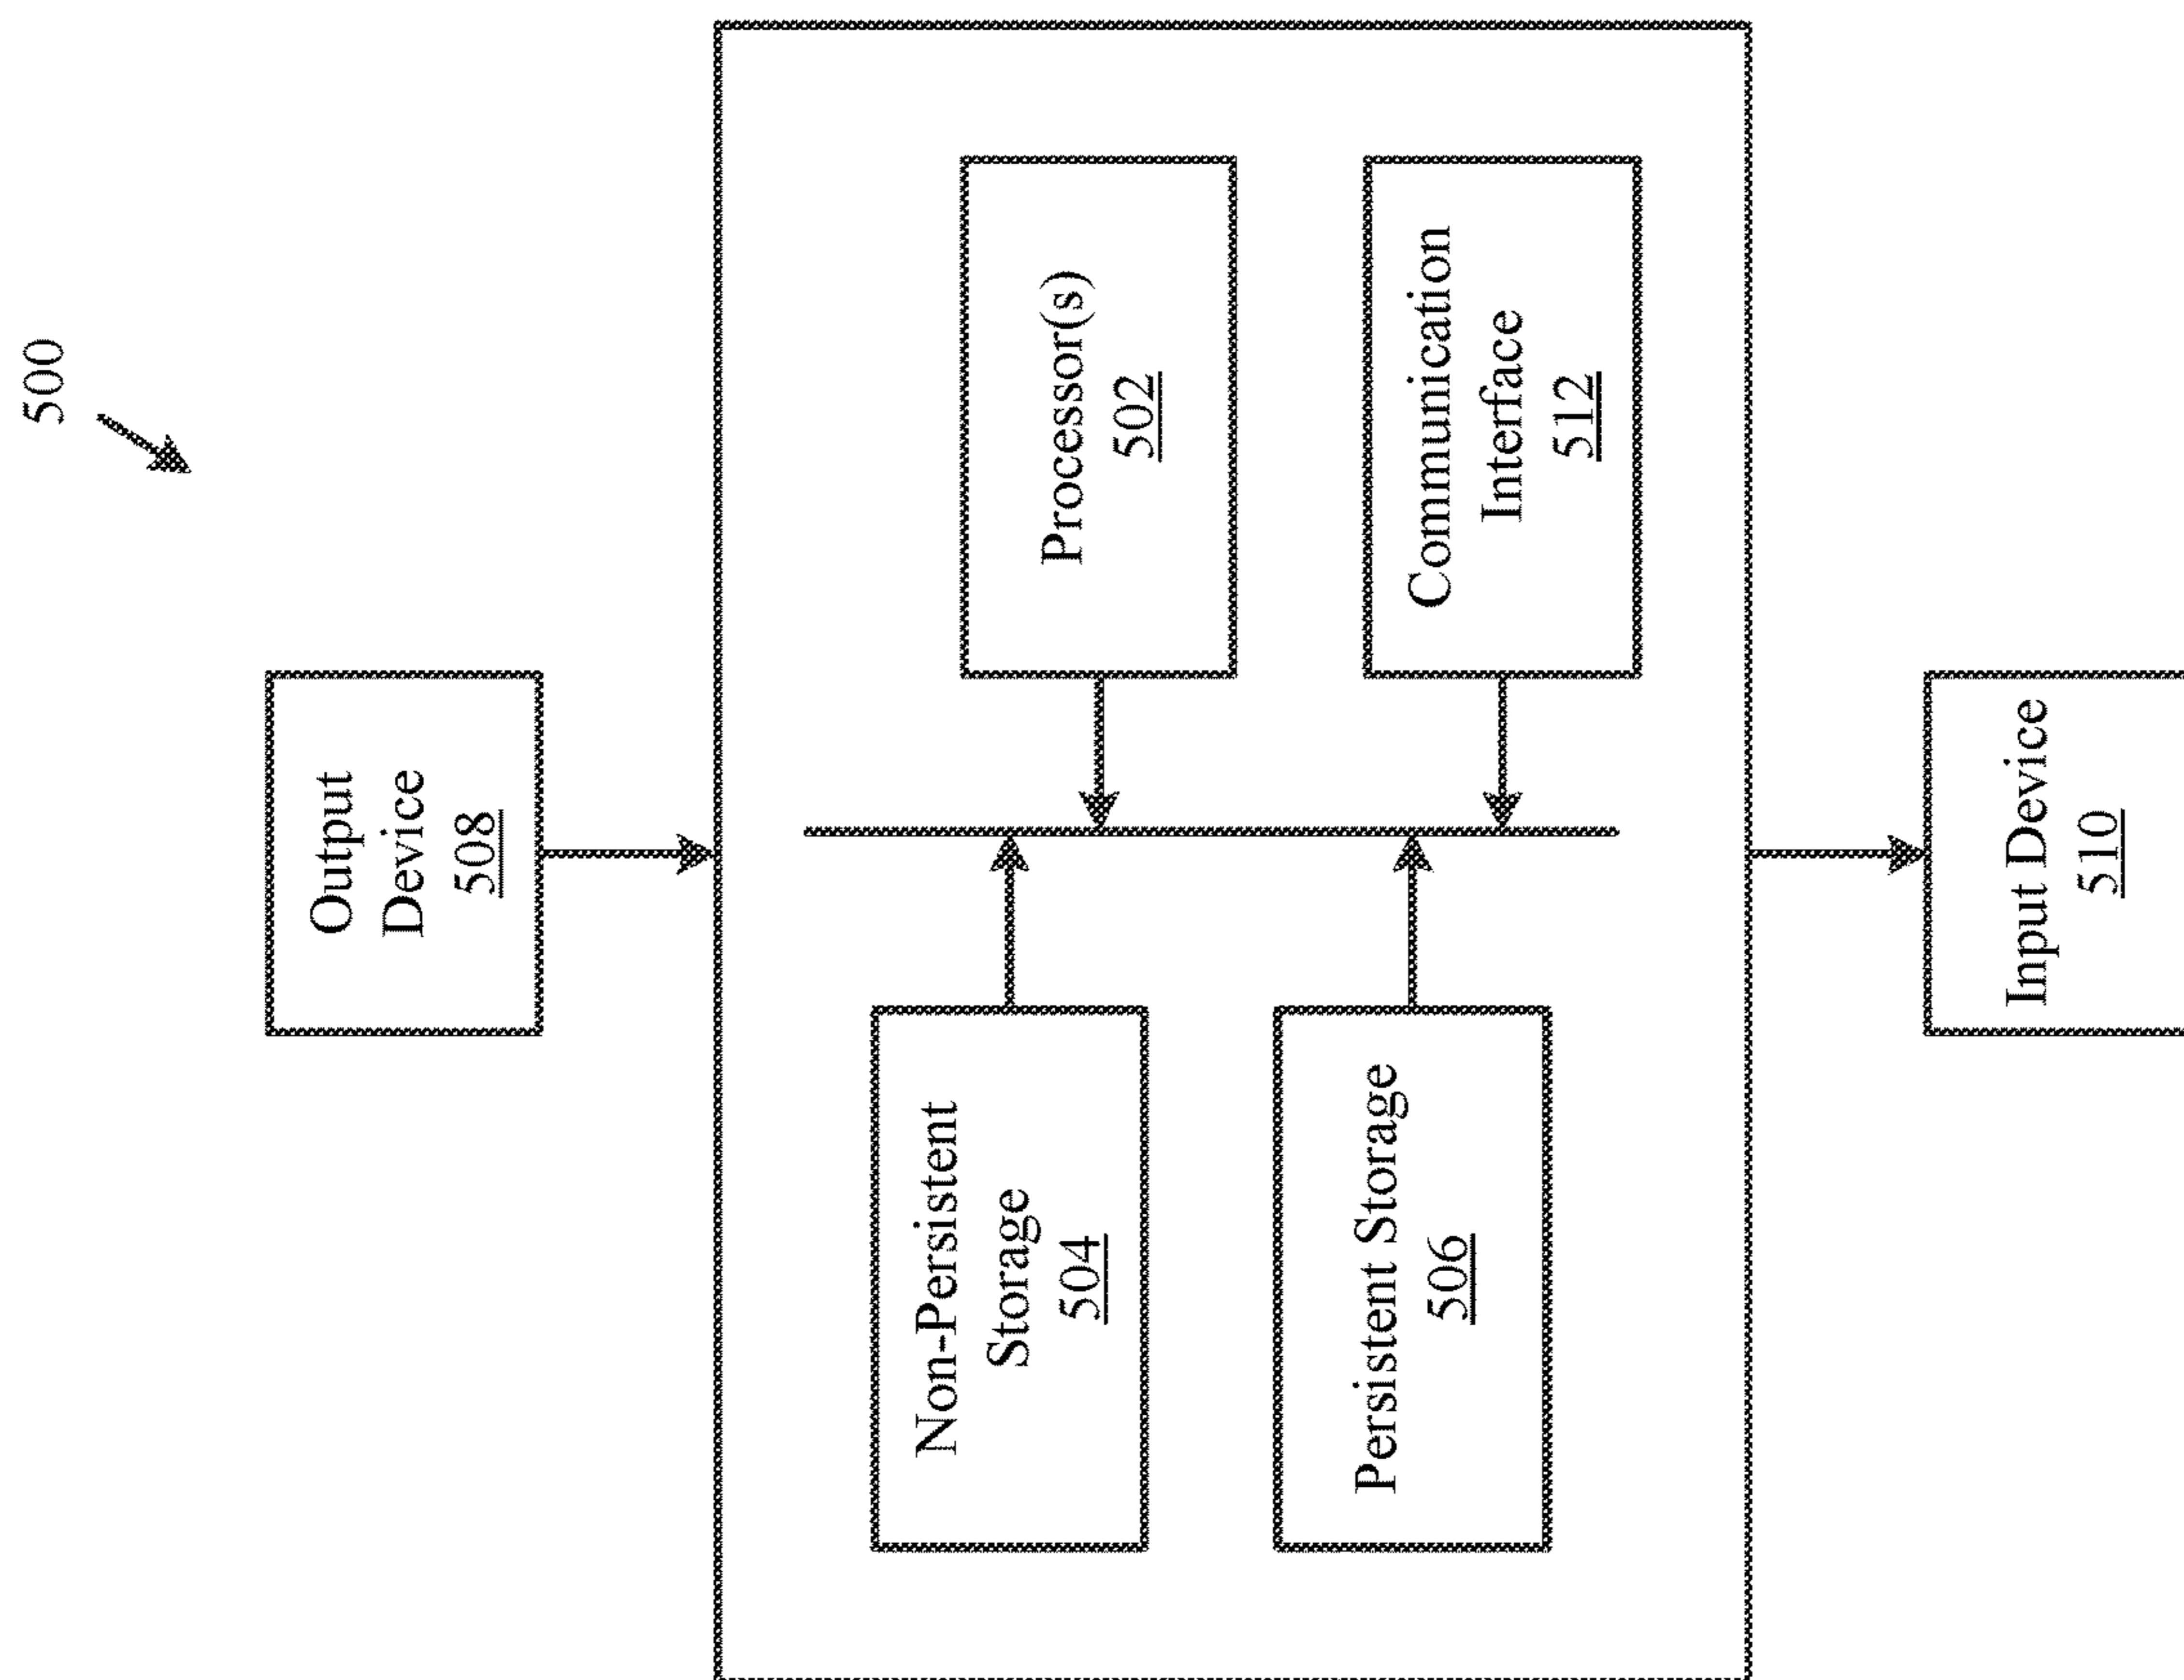 500
Output
Device
508
Non-Persistent
Storage
504
Processor(s)
502
Persistent Storage
506
Communication
Interface
512
Input Device
510